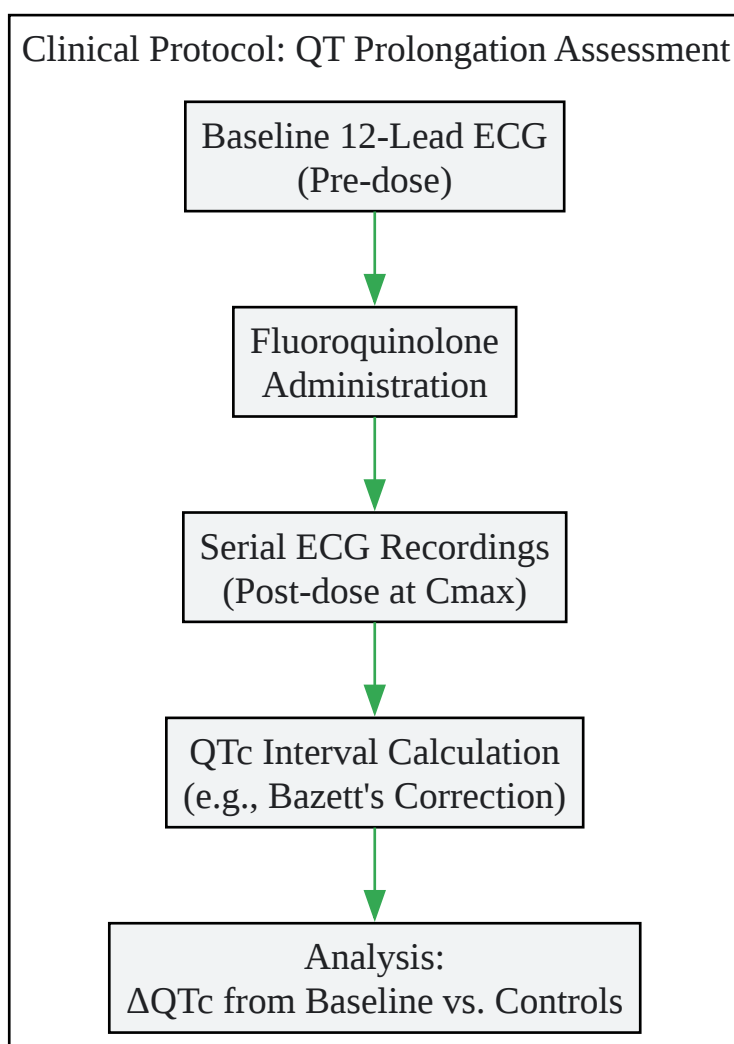 Clinical Protocol: QT Prolongation Assessment
Baseline 12-Lead ECG
(Pre-dose)
Fluoroquinolone
Administration
Serial ECG Recordings
(Post-dose at Cmax)
QTc Interval Calculation
(e.g., Bazett's Correction)
Analysis:
ΔQTc from Baseline vs. Controls